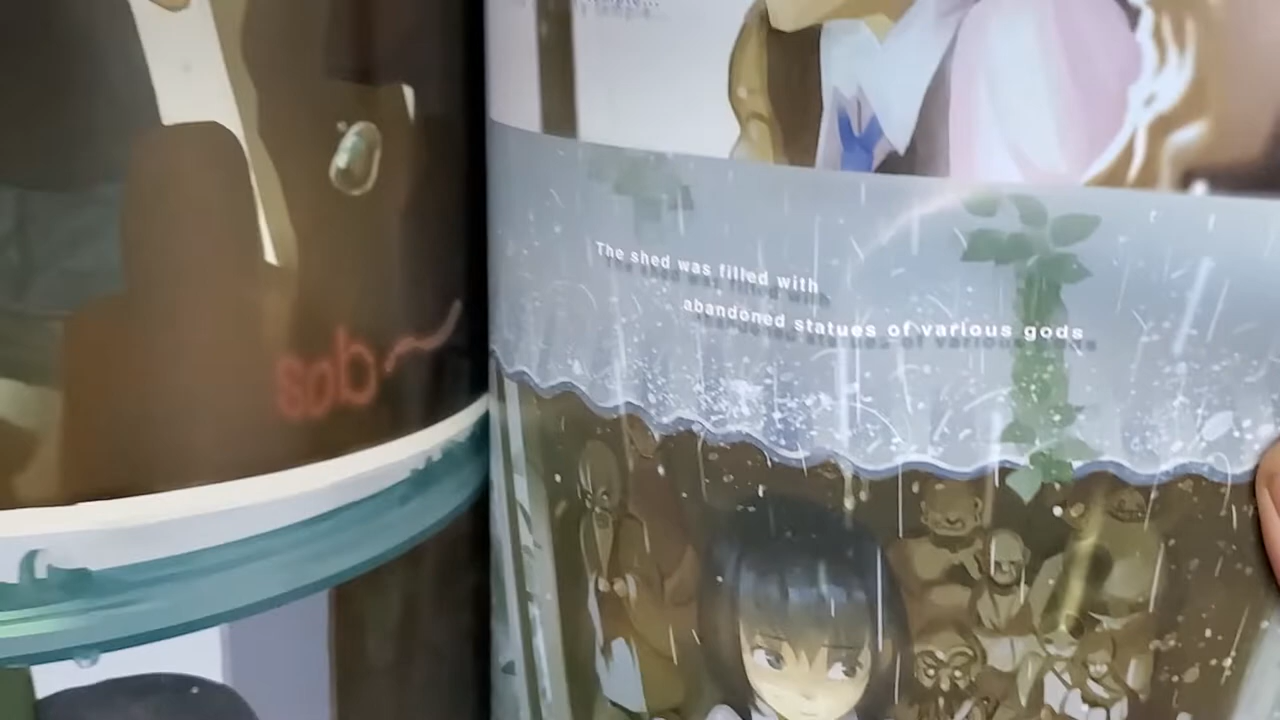 sob
The shed was filled with
abandoned statues of various gods